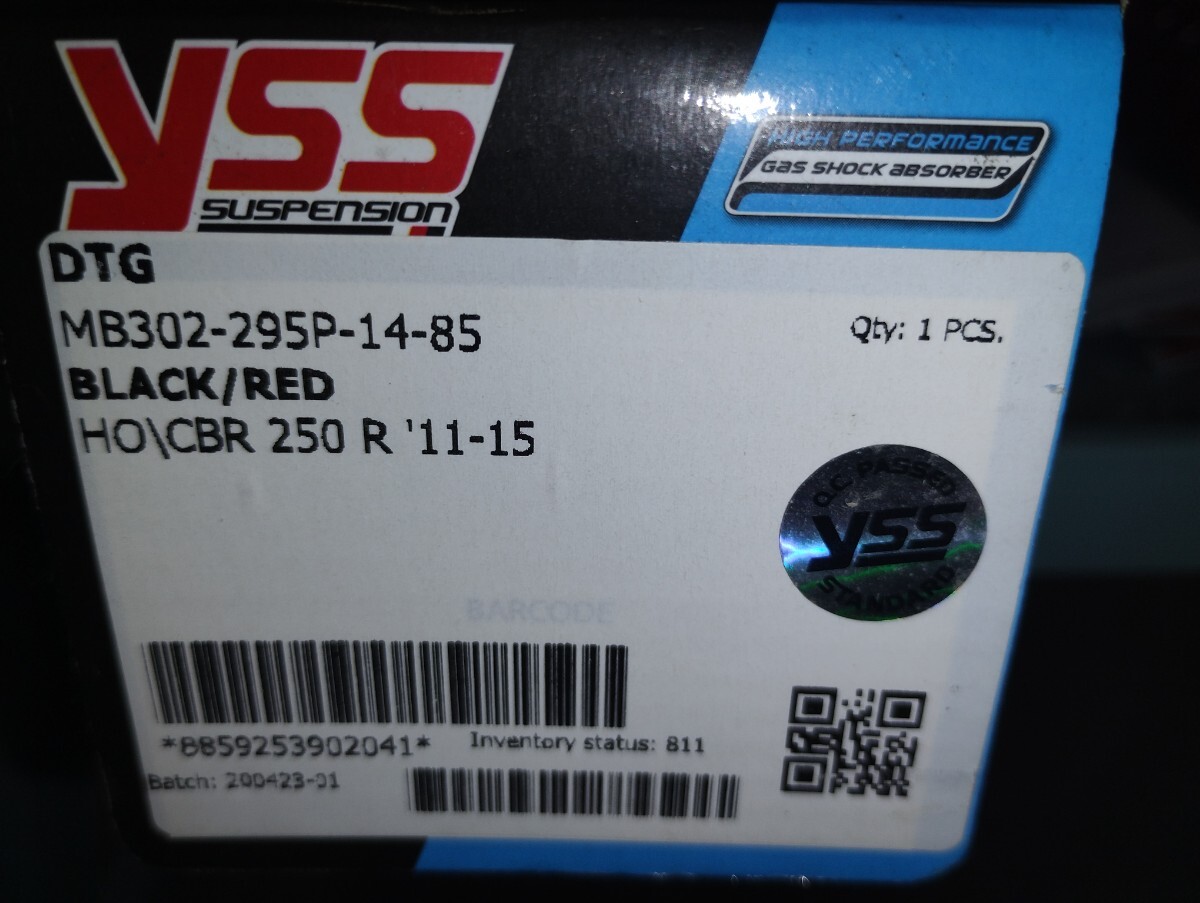 YSS
SUSPENSION
HIGH PERFORMANCE
GAS SHOCK ABSORBER
DTG
MB302-295P-14-85
Qty: 1 PCS.
BLACK/RED
HO\CBR 250 R '11-15
Q.C. PASSED
YSS
STANDARD
BARCODE
*8859253902041*
Inventory status: 811
Batch: 200423-01